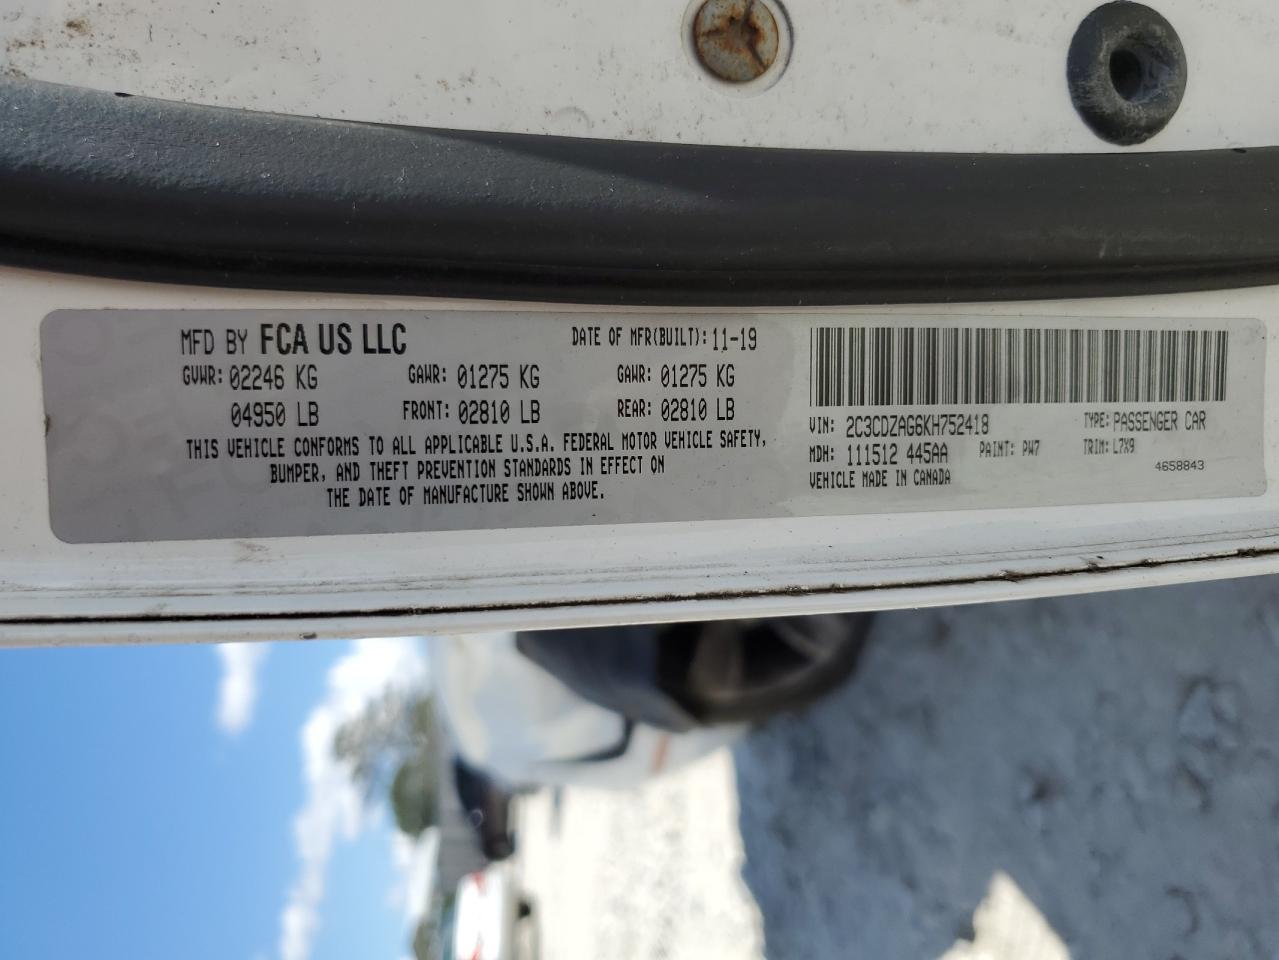 MFD BY FCA US LLC DATE OF MFR(BUILT): 11-19
GVWR: 02246 KG GAWR: 01275 KG GAWR: 01275 KG
04950 LB FRONT: 02810 LB REAR: 02810 LB
THIS VEHICLE CONFORMS TO ALL APPLICABLE U.S.A. FEDERAL MOTOR VEHICLE SAFETY,
BUMPER, AND THEFT PREVENTION STANDARDS IN EFFECT ON
THE DATE OF MANUFACTURE SHOWN ABOVE.
VIN: 2C3CDZAG6KH752418 TYPE: PASSENGER CAR
MDH: 111512 445AA PAINT: PW7 TRIM: L7X9
VEHICLE MADE IN CANADA 4658843